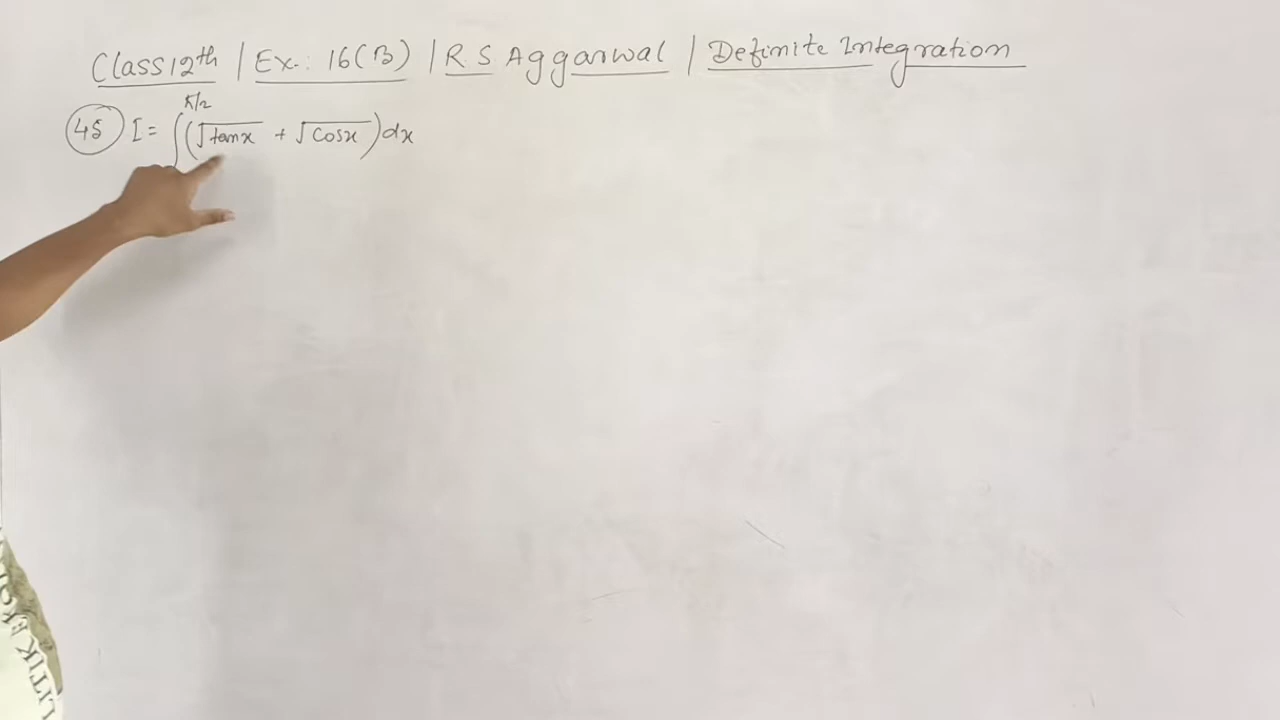 Class 12th / Ex.: 16(B) / R S Aggarwal / Definite Integration
45 I = ∫^π/2 (√tanx + √Cosx) dx